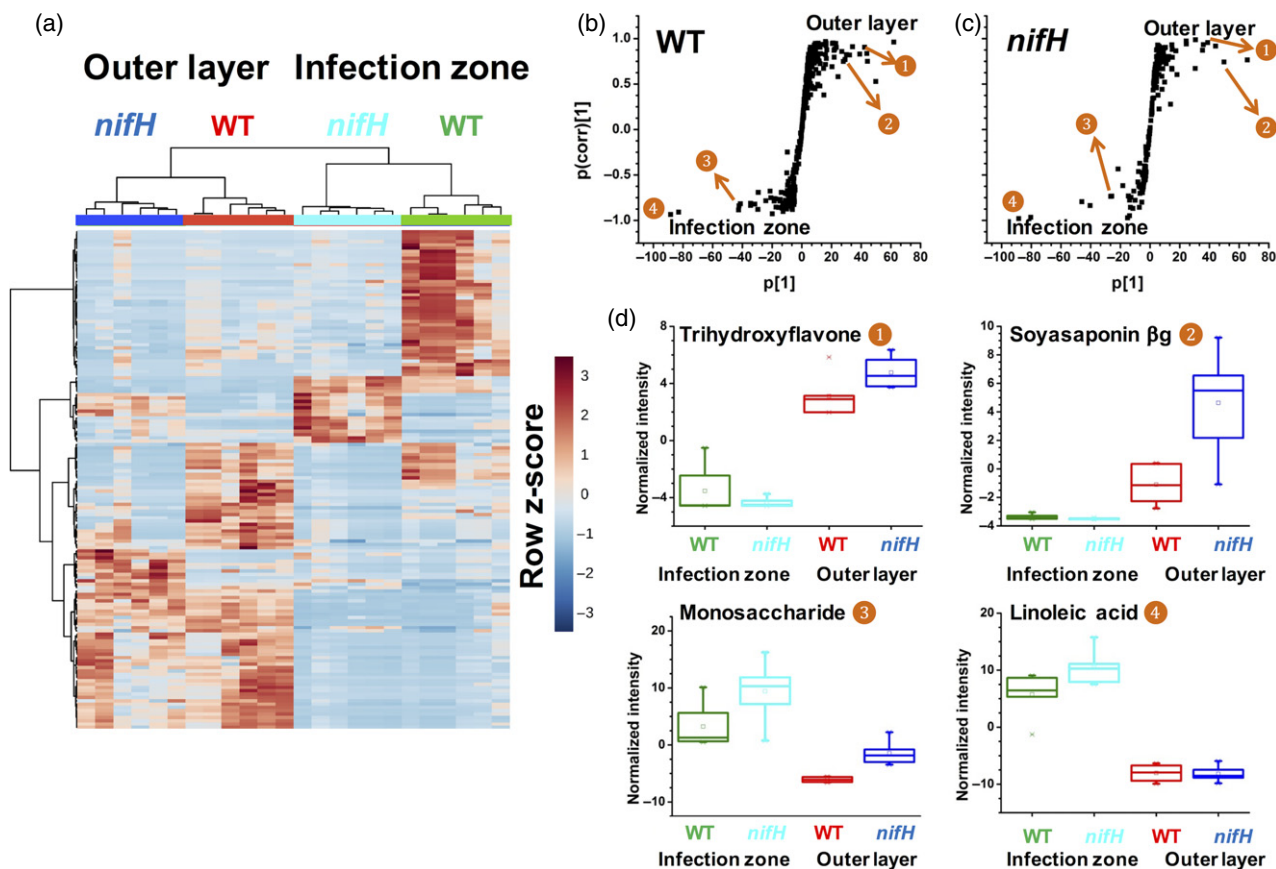 (a)
Outer layer Infection zone
nifH WT nifH WT
Row z-score
3
2
1
0
−1
−2
−3
(b)
WT
Outer layer
1
2
3
4
Infection zone
p(corr)[1]
1.0
0.5
0.0
−0.5
−1.0
−100 −80 −60 −40 −20 0 20 40 60 80
p[1]
(c)
nifH
Outer layer
1
2
3
4
Infection zone
−100 −80 −60 −40 −20 0 20 40 60 80
p[1]
(d)
Trihydroxyflavone 1
Normalized intensity
8
4
0
−4
WT nifH WT nifH
Infection zone Outer layer
Soyasaponin βg 2
Normalized intensity
10
8
6
4
2
0
−2
−4
WT nifH WT nifH
Infection zone Outer layer
Monosaccharide 3
Normalized intensity
20
10
0
−10
WT nifH WT nifH
Infection zone Outer layer
Linoleic acid 4
Normalized intensity
20
10
0
−10
WT nifH WT nifH
Infection zone Outer layer